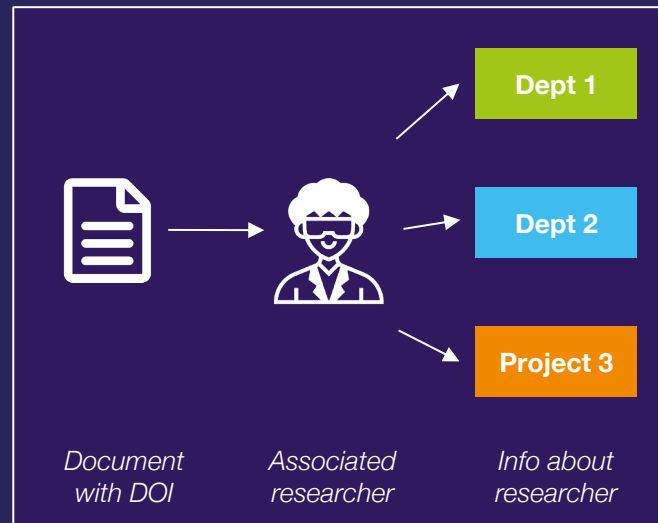 Dept 1
Dept 2
Project 3
Document
with DOI
Associated
researcher
Info about
researcher